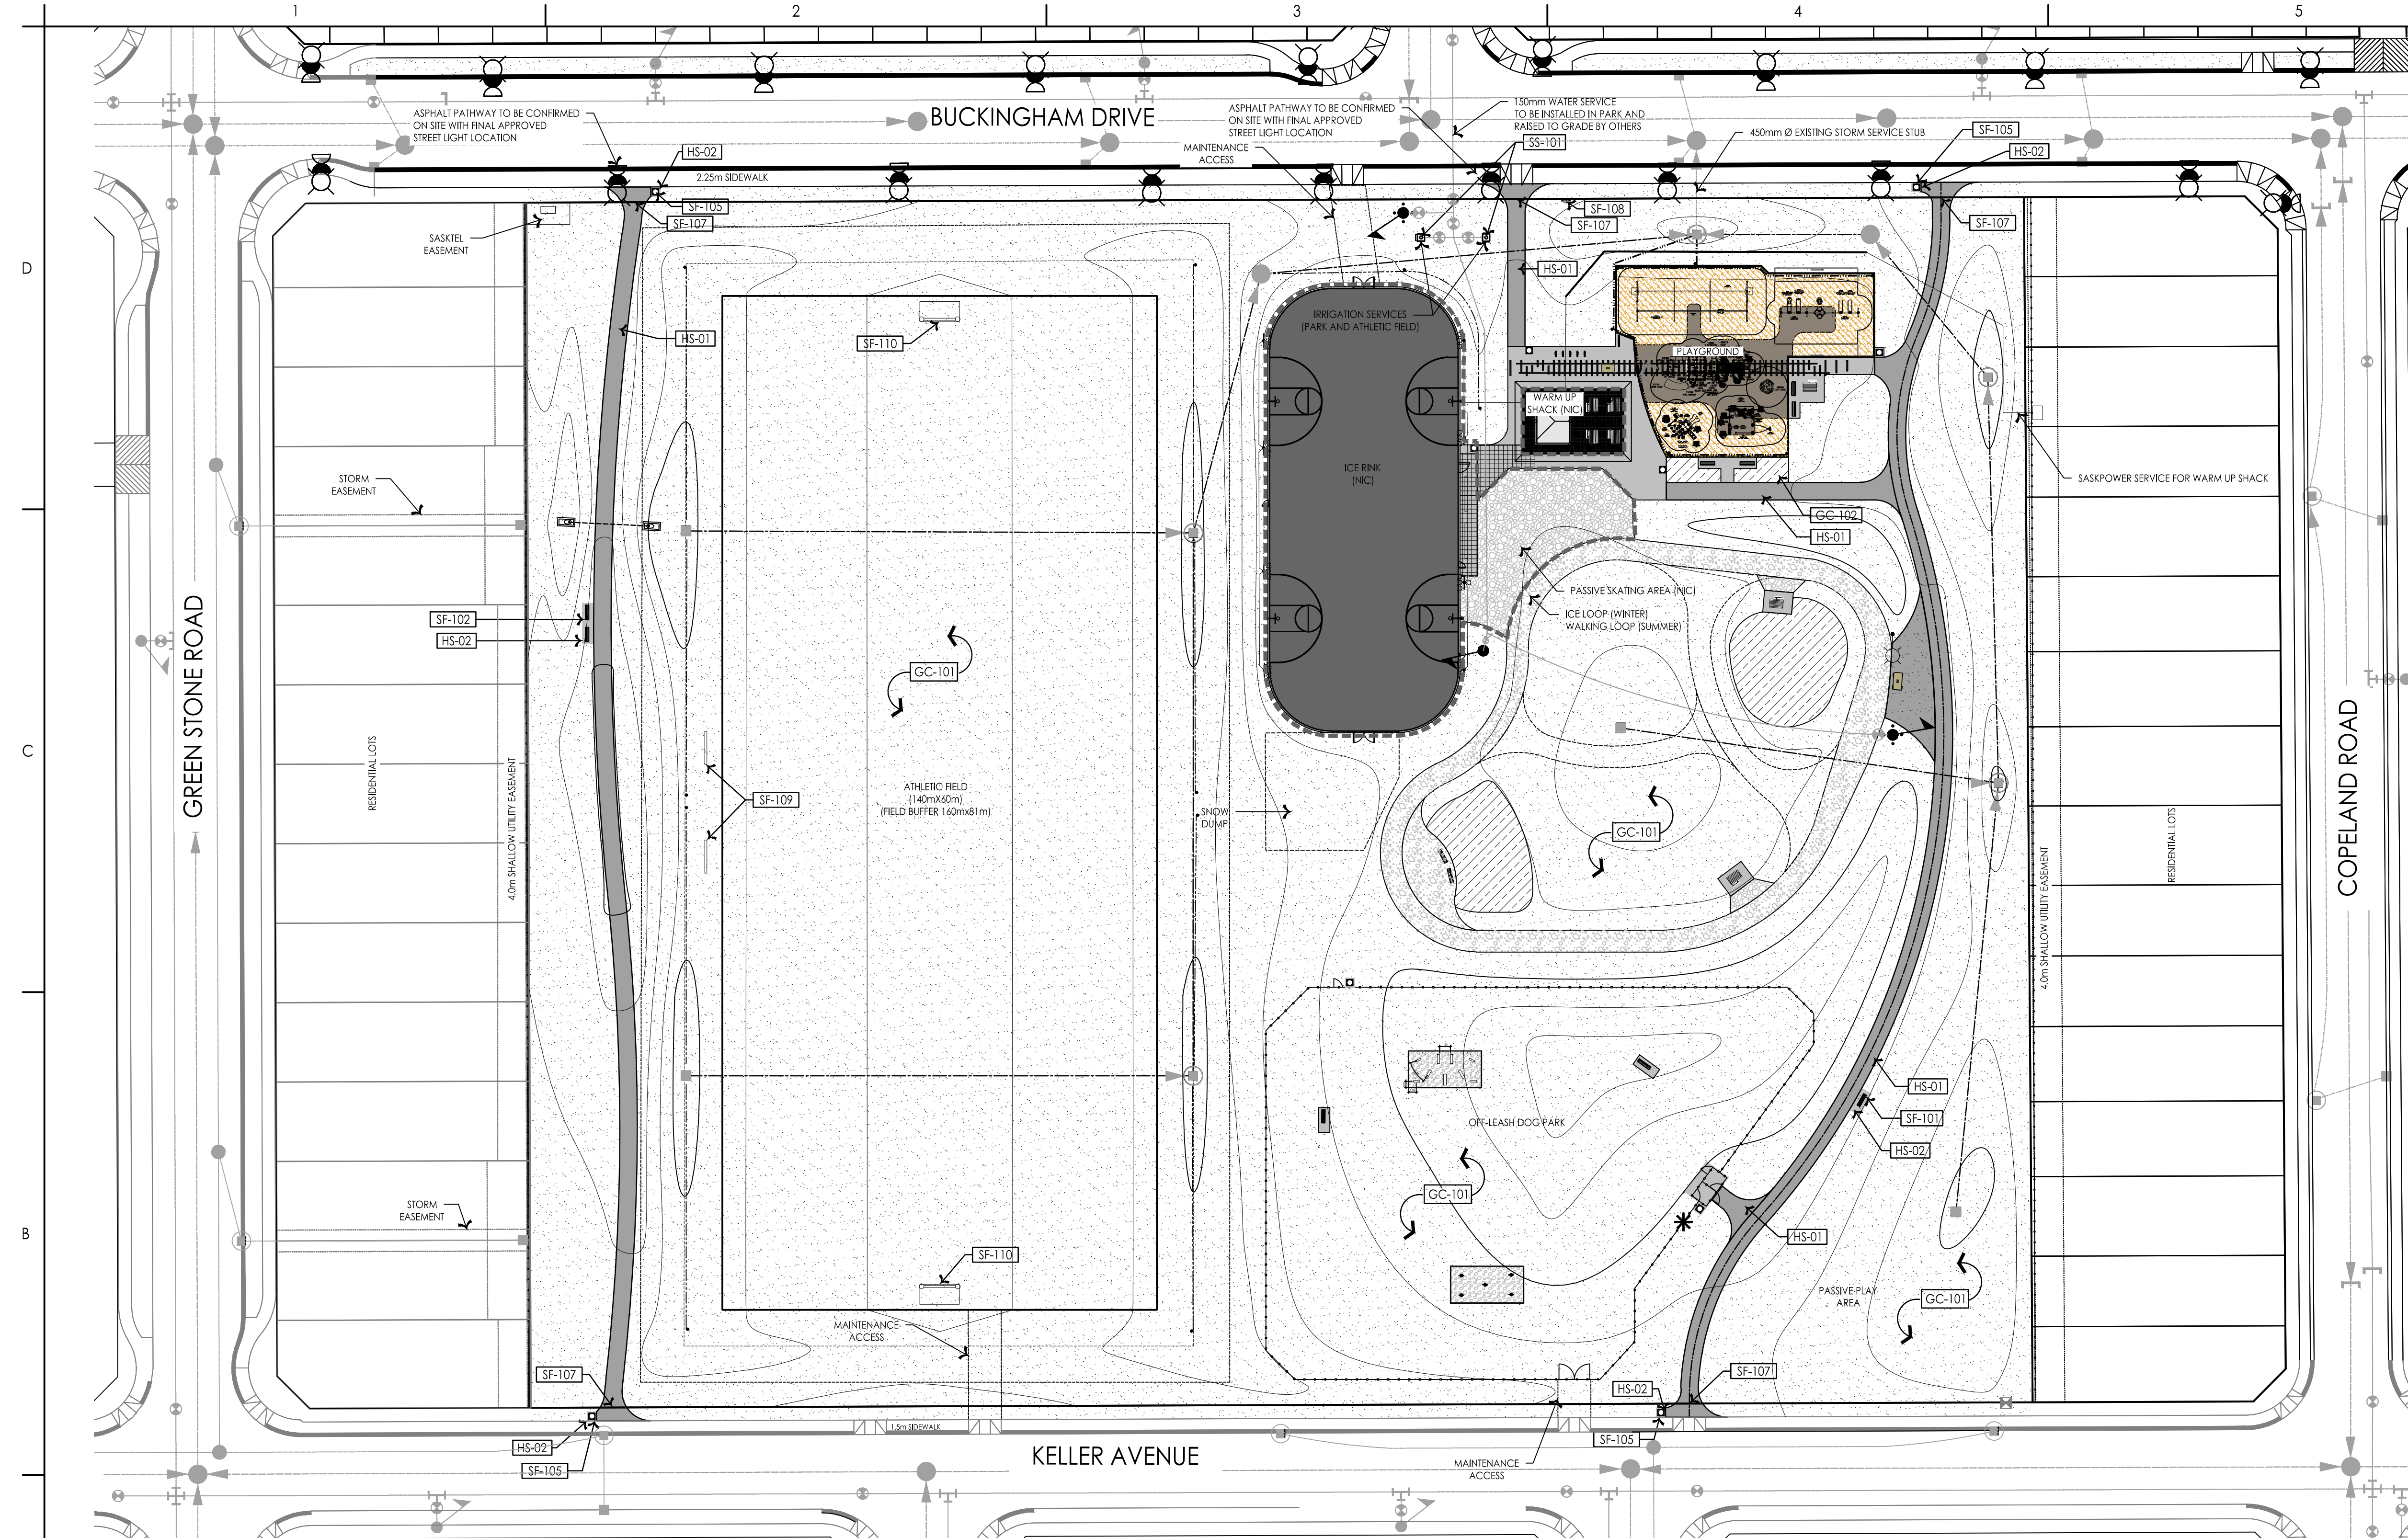 1
2
3
4
5
ASPHALT PATHWAY TO BE CONFIRMED
ON SITE WITH FINAL APPROVED
STREET LIGHT LOCATION
BUCKINGHAM DRIVE
ASPHALT PATHWAY TO BE CONFIRMED
ON SITE WITH FINAL APPROVED
STREET LIGHT LOCATION
150mm WATER SERVICE
TO BE INSTALLED IN PARK AND
RAISED TO GRADE BY OTHERS
450mm Ø EXISTING STORM SERVICE STUB
SF-105
HS-02
HS-02
MAINTENANCE
ACCESS
SS-101
2.25m SIDEWALK
SF-105
SF-107
SF-108
SF-107
SF-107
SASKTEL
EASEMENT
D
HS-01
IRRIGATION SERVICES
(PARK AND ATHLETIC FIELD)
HS-01
SF-110
PLAYGROUND
WARM UP
SHACK (NIC)
ICE RINK
(NIC)
STORM
EASEMENT
SASKPOWER SERVICE FOR WARM UP SHACK
GC-102
HS-01
PASSIVE SKATING AREA (NIC)
ICE LOOP (WINTER)
WALKING LOOP (SUMMER)
SF-102
HS-02
GREEN STONE ROAD
GC-101
C
RESIDENTIAL LOTS
4.0m SHALLOW UTILITY EASEMENT
SF-109
ATHLETIC FIELD
(140mX60m)
(FIELD BUFFER 160mx81m)
SNOW
DUMP
GC-101
4.0m SHALLOW UTILITY EASEMENT
RESIDENTIAL LOTS
COPELAND ROAD
HS-01
SF-101
HS-02
OFF-LEASH DOG PARK
GC-101
STORM
EASEMENT
B
HS-01
SF-110
PASSIVE PLAY
AREA
GC-101
MAINTENANCE
ACCESS
SF-107
SF-107
HS-02
1.5m SIDEWALK
HS-02
SF-105
KELLER AVENUE
SF-105
MAINTENANCE
ACCESS